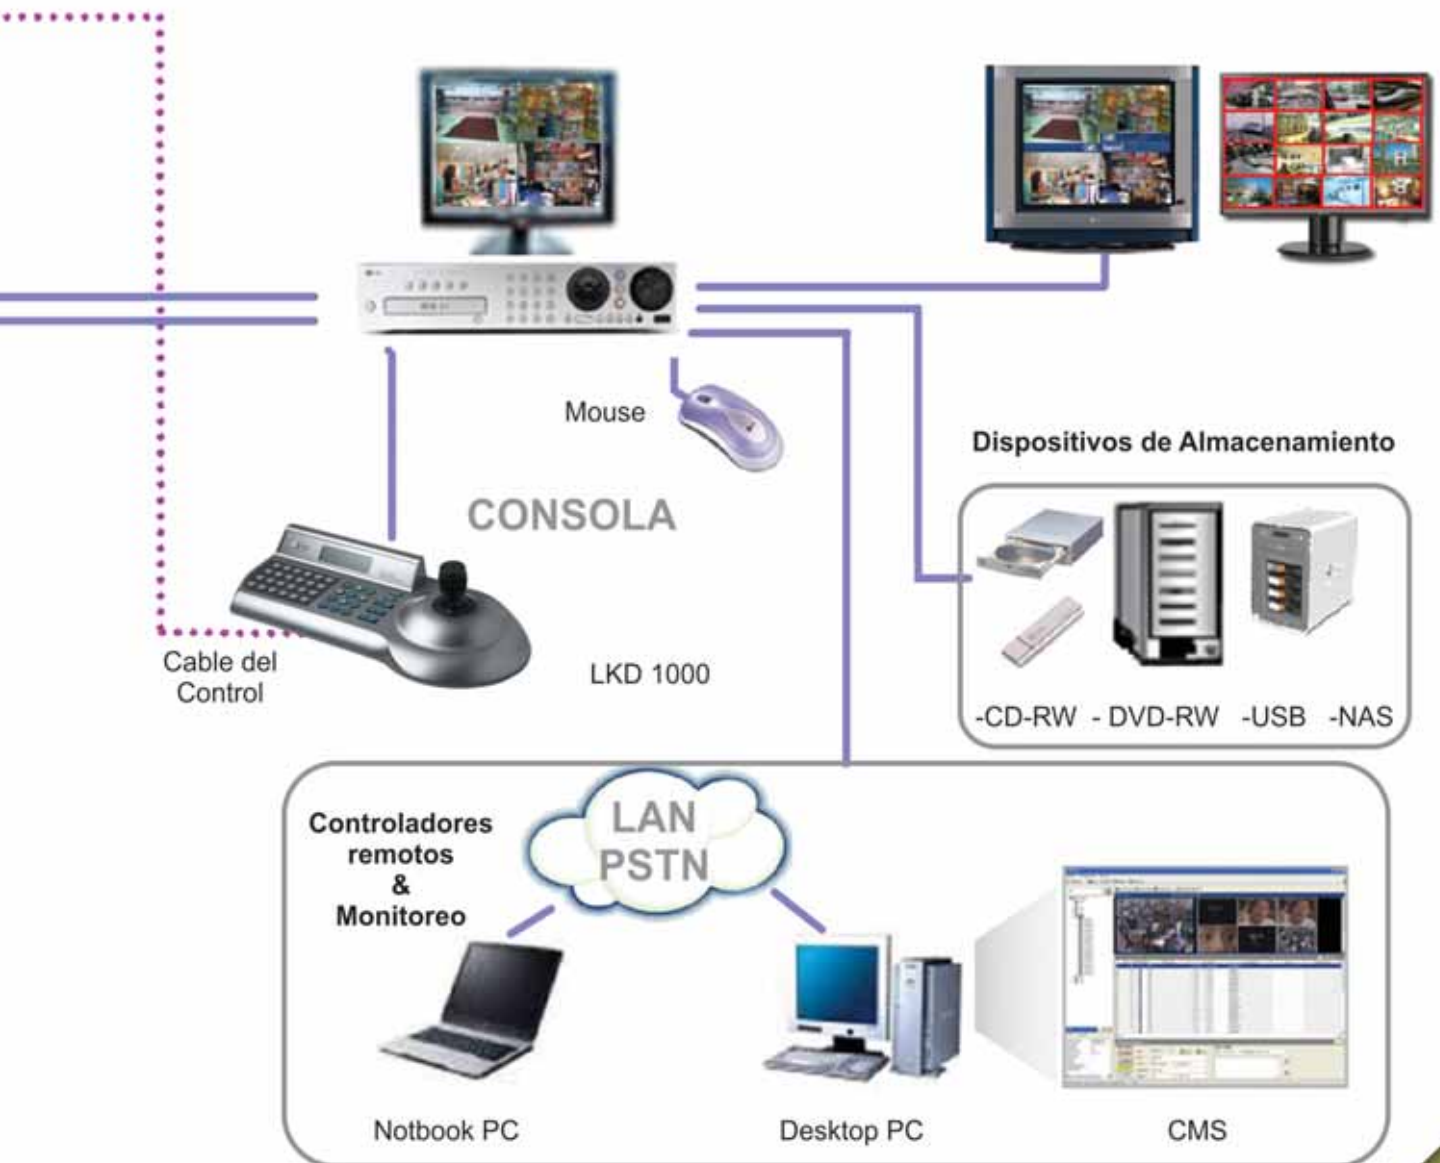 Mouse
Dispositivos de Almacenamiento
CONSOLA
Cable del
Control
LKD 1000
-CD-RW - DVD-RW -USB -NAS
Controladores
remotos
&
Monitoreo
LAN
PSTN
Notbook PC
Desktop PC
CMS